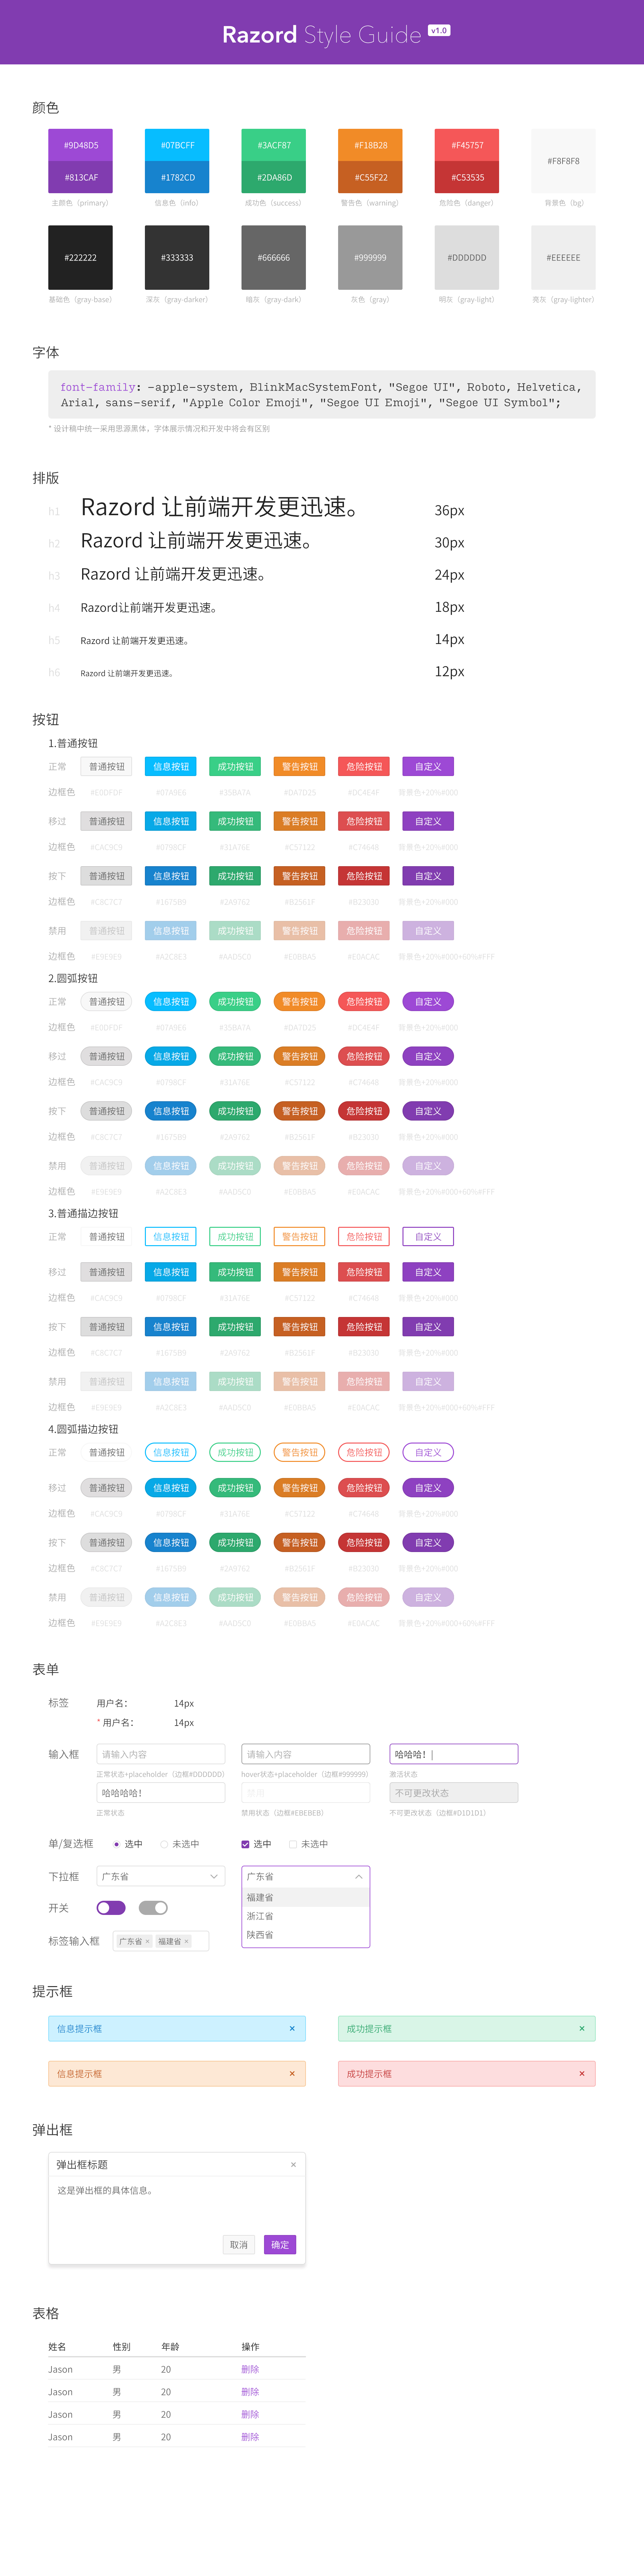 Razord Style Guide v1.0
颜色
#9D48D5 #07BCFF #3ACF87 #F18B28 #F45757 #F8F8F8
#813CAF #1782CD #2DA86D #C55F22 #C53535
主颜色（primary） 信息色（info） 成功色（success） 警告色（warning） 危险色（danger） 背景色（bg）
#222222 #333333 #666666 #999999 #DDDDDD #EEEEEE
基础色（gray-base） 深灰（gray-darker） 暗灰（gray-dark） 灰色（gray） 明灰（gray-light） 亮灰（gray-lighter）
字体
font-family: -apple-system, BlinkMacSystemFont, "Segoe UI", Roboto, Helvetica,
Arial, sans-serif, "Apple Color Emoji", "Segoe UI Emoji", "Segoe UI Symbol";
* 设计稿中统一采用思源黑体，字体展示情况和开发中将会有区别
排版
h1 Razord 让前端开发更迅速。 36px
h2 Razord 让前端开发更迅速。 30px
h3 Razord 让前端开发更迅速。 24px
h4 Razord让前端开发更迅速。 18px
h5 Razord 让前端开发更迅速。 14px
h6 Razord 让前端开发更迅速。 12px
按钮
1.普通按钮
正常 普通按钮 信息按钮 成功按钮 警告按钮 危险按钮 自定义
边框色 #E0DFDF #07A9E6 #35BA7A #DA7D25 #DC4E4F 背景色+20%#000
移过 普通按钮 信息按钮 成功按钮 警告按钮 危险按钮 自定义
边框色 #CAC9C9 #0798CF #31A76E #C57122 #C74648 背景色+20%#000
按下 普通按钮 信息按钮 成功按钮 警告按钮 危险按钮 自定义
边框色 #C8C7C7 #1675B9 #2A9762 #B2561F #B23030 背景色+20%#000
禁用 普通按钮 信息按钮 成功按钮 警告按钮 危险按钮 自定义
边框色 #E9E9E9 #A2C8E3 #AAD5C0 #E0BBA5 #E0ACAC 背景色+20%#000+60%#FFF
2.圆弧按钮
正常 普通按钮 信息按钮 成功按钮 警告按钮 危险按钮 自定义
边框色 #E0DFDF #07A9E6 #35BA7A #DA7D25 #DC4E4F 背景色+20%#000
移过 普通按钮 信息按钮 成功按钮 警告按钮 危险按钮 自定义
边框色 #CAC9C9 #0798CF #31A76E #C57122 #C74648 背景色+20%#000
按下 普通按钮 信息按钮 成功按钮 警告按钮 危险按钮 自定义
边框色 #C8C7C7 #1675B9 #2A9762 #B2561F #B23030 背景色+20%#000
禁用 普通按钮 信息按钮 成功按钮 警告按钮 危险按钮 自定义
边框色 #E9E9E9 #A2C8E3 #AAD5C0 #E0BBA5 #E0ACAC 背景色+20%#000+60%#FFF
3.普通描边按钮
正常 普通按钮 信息按钮 成功按钮 警告按钮 危险按钮 自定义
移过 普通按钮 信息按钮 成功按钮 警告按钮 危险按钮 自定义
边框色 #CAC9C9 #0798CF #31A76E #C57122 #C74648 背景色+20%#000
按下 普通按钮 信息按钮 成功按钮 警告按钮 危险按钮 自定义
边框色 #C8C7C7 #1675B9 #2A9762 #B2561F #B23030 背景色+20%#000
禁用 普通按钮 信息按钮 成功按钮 警告按钮 危险按钮 自定义
边框色 #E9E9E9 #A2C8E3 #AAD5C0 #E0BBA5 #E0ACAC 背景色+20%#000+60%#FFF
4.圆弧描边按钮
正常 普通按钮 信息按钮 成功按钮 警告按钮 危险按钮 自定义
移过 普通按钮 信息按钮 成功按钮 警告按钮 危险按钮 自定义
边框色 #CAC9C9 #0798CF #31A76E #C57122 #C74648 背景色+20%#000
按下 普通按钮 信息按钮 成功按钮 警告按钮 危险按钮 自定义
边框色 #C8C7C7 #1675B9 #2A9762 #B2561F #B23030 背景色+20%#000
禁用 普通按钮 信息按钮 成功按钮 警告按钮 危险按钮 自定义
边框色 #E9E9E9 #A2C8E3 #AAD5C0 #E0BBA5 #E0ACAC 背景色+20%#000+60%#FFF
表单
标签 用户名： 14px
* 用户名： 14px
输入框 请输入内容 请输入内容 哈哈哈！|
正常状态+placeholder（边框#DDDDDD） hover状态+placeholder（边框#999999） 激活状态
哈哈哈哈！ 禁用 不可更改状态
正常状态 禁用状态（边框#EBEBEB） 不可更改状态（边框#D1D1D1）
单/复选框 选中 未选中 选中 未选中
下拉框 广东省 广东省
福建省
浙江省
陕西省
开关
标签输入框 广东省 × 福建省 ×
提示框
信息提示框 × 成功提示框 ×
信息提示框 × 成功提示框 ×
弹出框
弹出框标题 ×
这是弹出框的具体信息。
取消 确定
表格
姓名 性别 年龄 操作
Jason 男 20 删除
Jason 男 20 删除
Jason 男 20 删除
Jason 男 20 删除